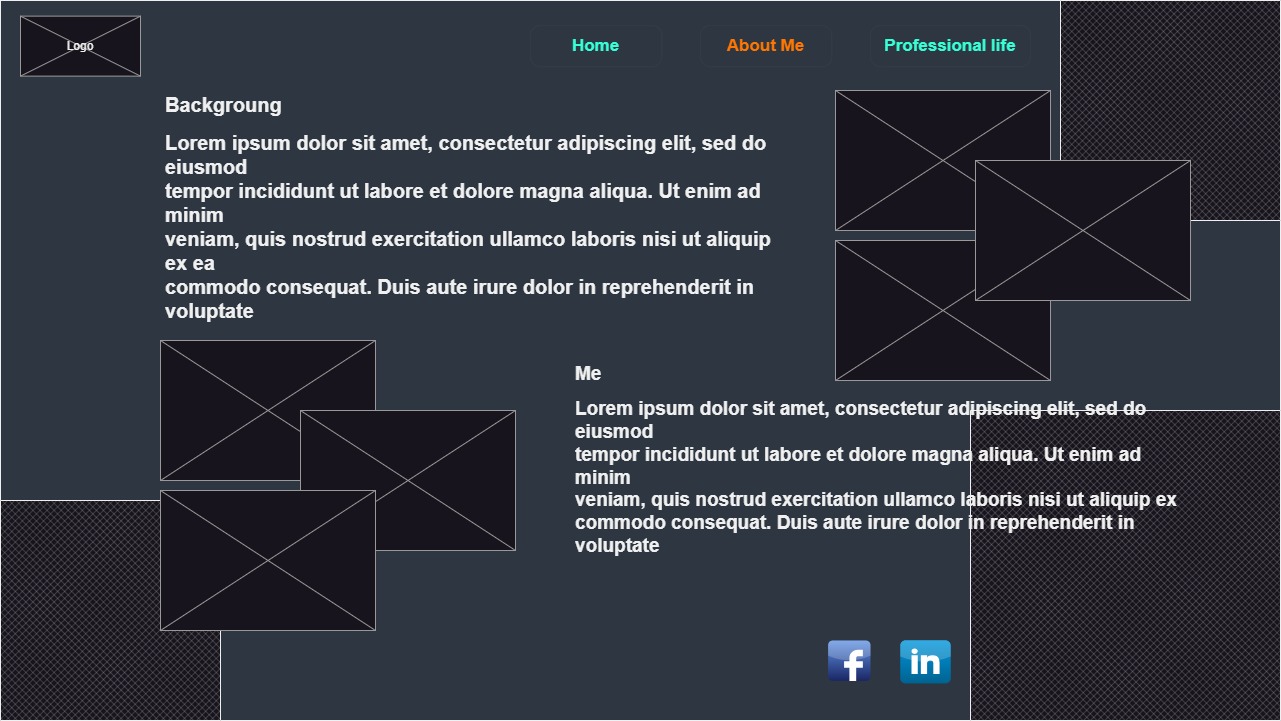 Logo
Home
About Me
Professional life
Backgroung
Lorem ipsum dolor sit amet, consectetur adipiscing elit, sed do
eiusmod
tempor incididunt ut labore et dolore magna aliqua. Ut enim ad
minim
veniam, quis nostrud exercitation ullamco laboris nisi ut aliquip
ex ea
commodo consequat. Duis aute irure dolor in reprehenderit in
voluptate
Me
Lorem ipsum dolor sit amet, consectetur adipiscing elit, sed do
eiusmod
tempor incididunt ut labore et dolore magna aliqua. Ut enim ad
minim
veniam, quis nostrud exercitation ullamco laboris nisi ut aliquip ex
commodo consequat. Duis aute irure dolor in reprehenderit in
voluptate
f
in